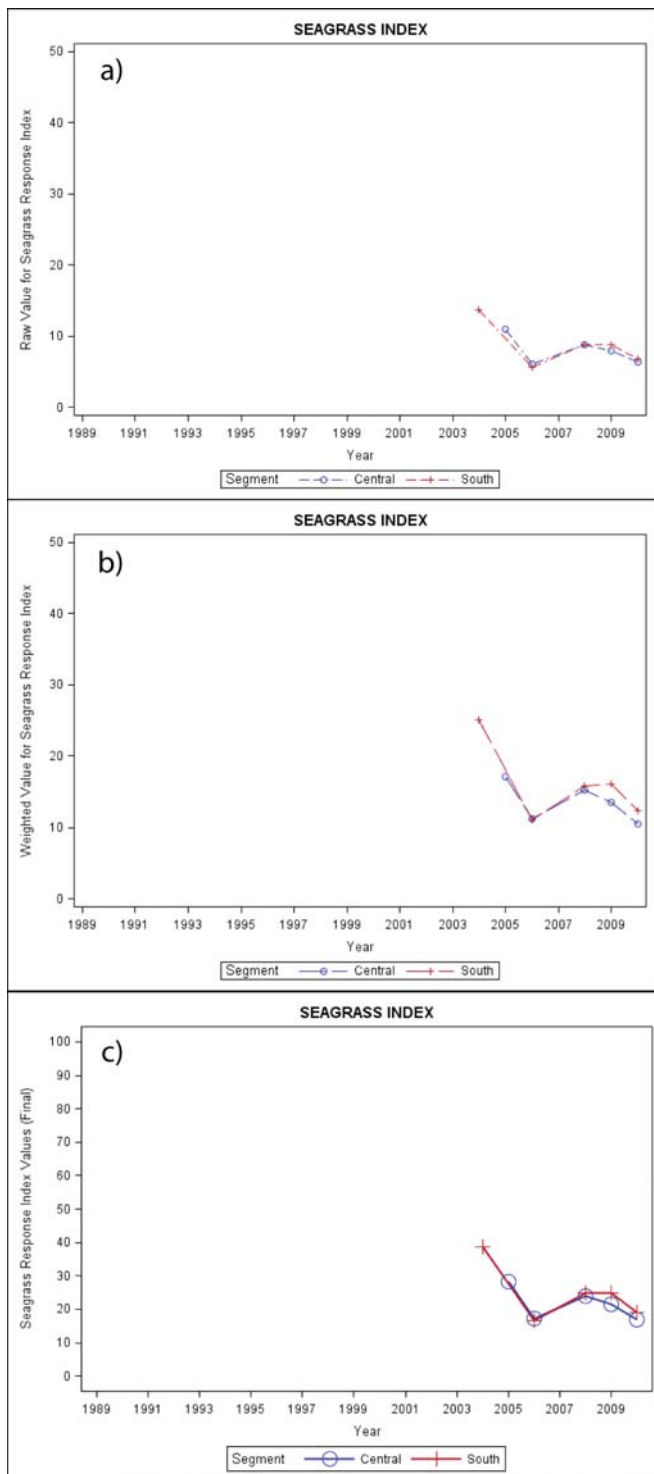 SEAGRASS INDEX
a)
Raw Value for Seagrass Response Index
50
40
30
20
10
0
1989 1991 1993 1995 1997 1999 2001 2003 2005 2007 2009
Year
Segment Central South
SEAGRASS INDEX
b)
Weighted Value for Seagrass Response Index
50
40
30
20
10
0
1989 1991 1993 1995 1997 1999 2001 2003 2005 2007 2009
Year
Segment Central South
SEAGRASS INDEX
c)
Seagrass Response Index Values (Final)
100
90
80
70
60
50
40
30
20
10
0
1989 1991 1993 1995 1997 1999 2001 2003 2005 2007 2009
Year
Segment Central South